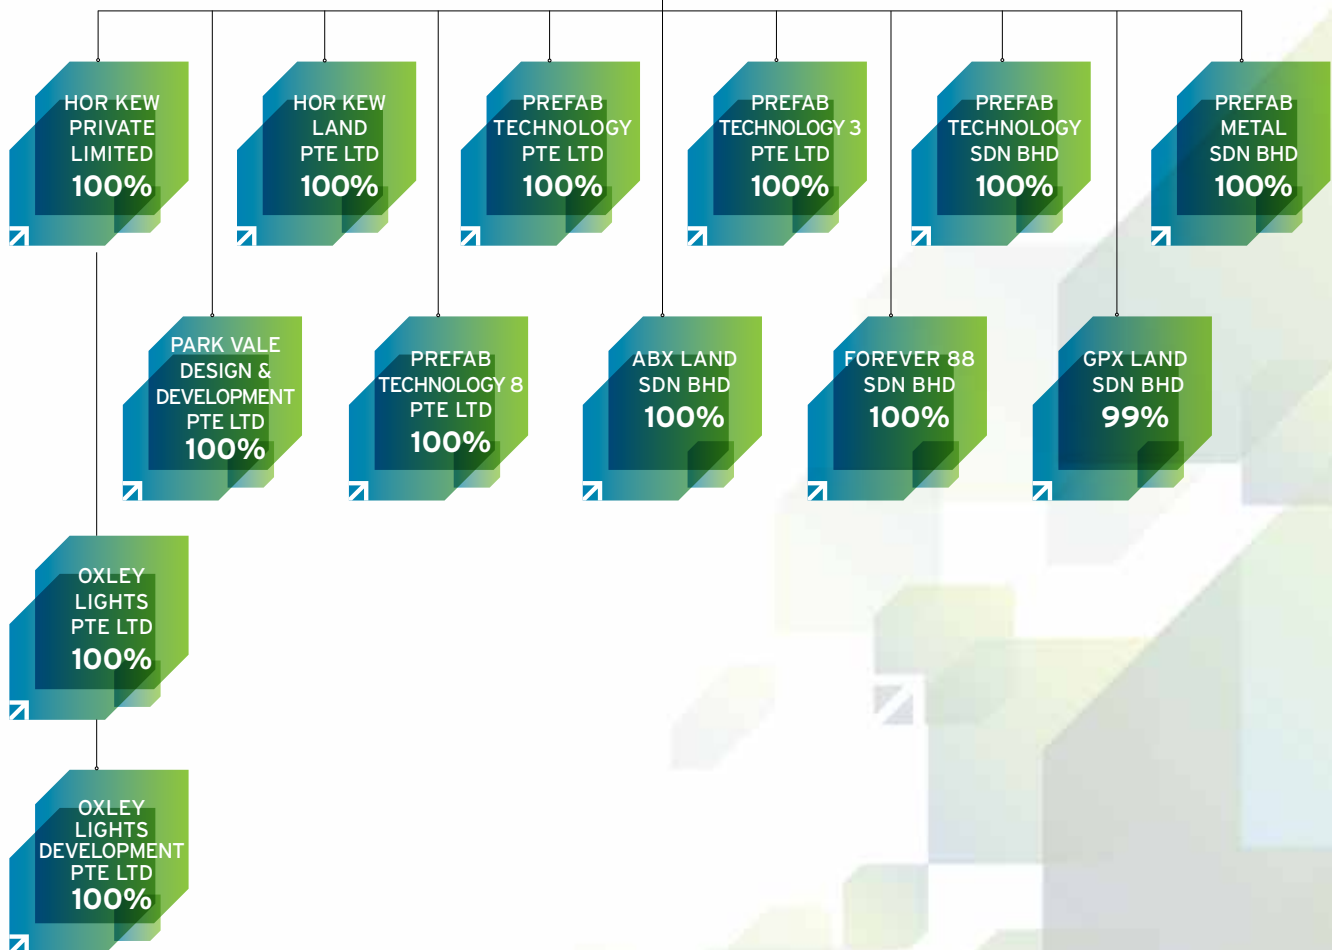 HOR KEW
PRIVATE
LIMITED
100%
HOR KEW
LAND
PTE LTD
100%
PREFAB
TECHNOLOGY
PTE LTD
100%
PREFAB
TECHNOLOGY 3
PTE LTD
100%
PREFAB
TECHNOLOGY
SDN BHD
100%
PREFAB
METAL
SDN BHD
100%
PARK VALE
DESIGN &
DEVELOPMENT
PTE LTD
100%
PREFAB
TECHNOLOGY 8
PTE LTD
100%
ABX LAND
SDN BHD
100%
FOREVER 88
SDN BHD
100%
GPX LAND
SDN BHD
99%
OXLEY
LIGHTS
PTE LTD
100%
OXLEY
LIGHTS
DEVELOPMENT
PTE LTD
100%